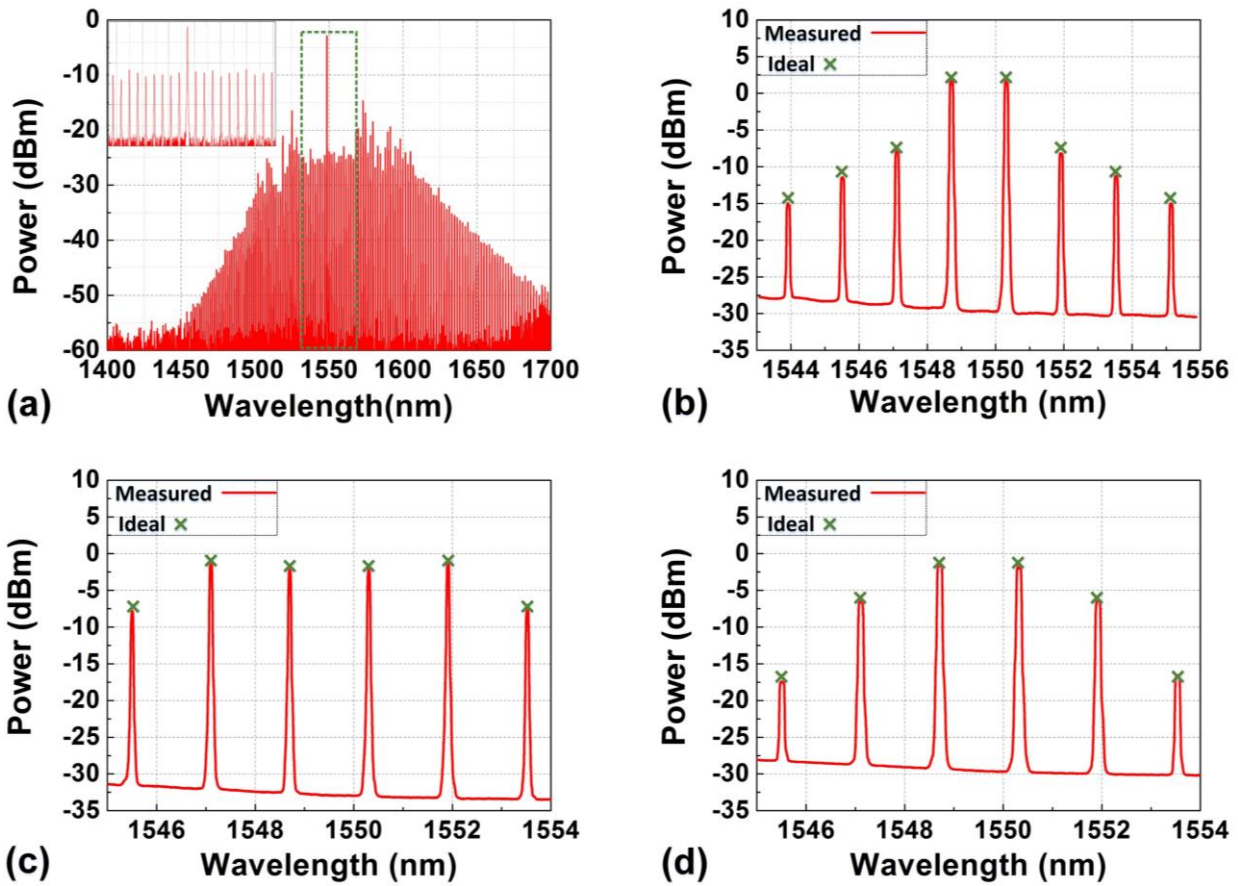 0
-10
-20
-30
-40
-50
-60
Power (dBm)
1400 1450 1500 1550 1600 1650 1700
(a) Wavelength(nm)
10
5
0
-5
-10
-15
-20
-25
-30
-35
Power (dBm)
Measured
Ideal
1544 1546 1548 1550 1552 1554 1556
(b) Wavelength (nm)
10
5
0
-5
-10
-15
-20
-25
-30
-35
Power (dBm)
Measured
Ideal
1546 1548 1550 1552 1554
(c) Wavelength (nm)
10
5
0
-5
-10
-15
-20
-25
-30
-35
Power (dBm)
Measured
Ideal
1546 1548 1550 1552 1554
(d) Wavelength (nm)